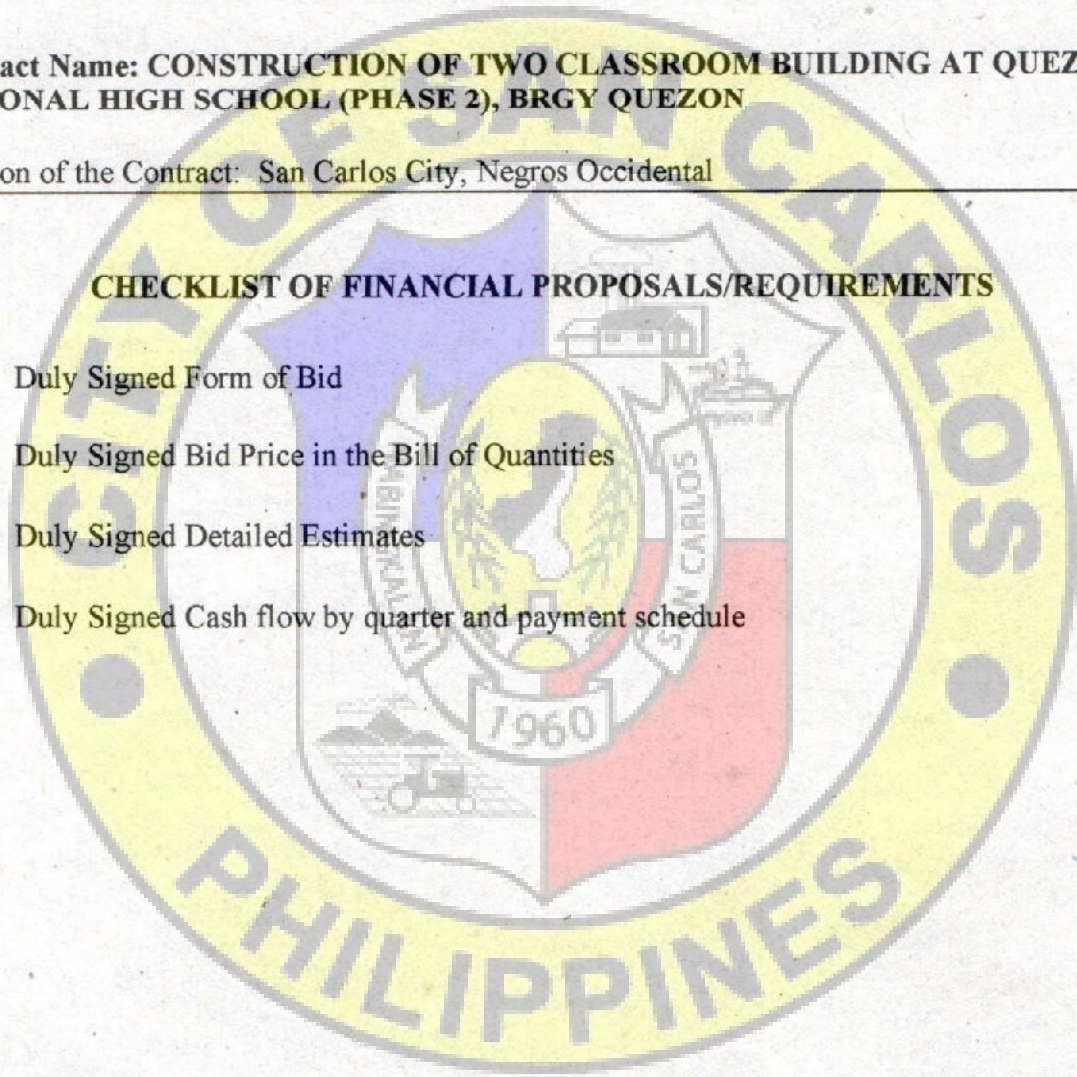 act Name: CONSTRUCTION OF TWO CLASSROOM BUILDING AT QUEZ
ONAL HIGH SCHOOL (PHASE 2), BRGY QUEZON
on of the Contract: San Carlos City, Negros Occidental
CHECKLIST OF FINANCIAL PROPOSALS/REQUIREMENTS
Duly Signed Form of Bid
Duly Signed Bid Price in the Bill of Quantities
Duly Signed Detailed Estimates
Duly Signed Cash flow by quarter and payment schedule
CITY OF SAN CARLOS
SAN CARLOS
1960
PHILIPPINES